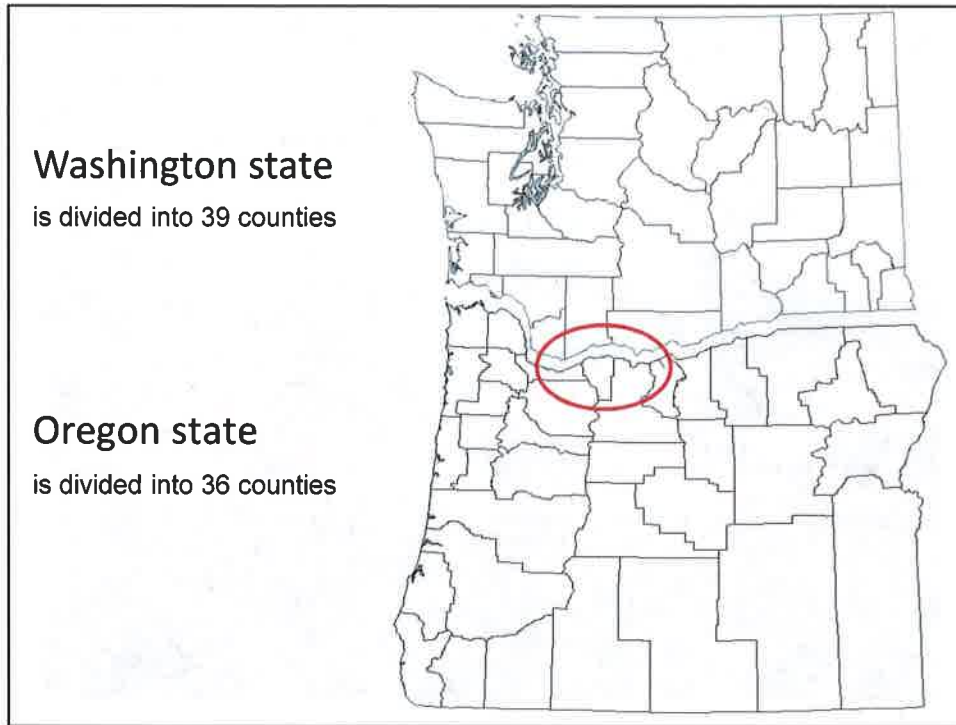 Washington state
is divided into 39 counties
Oregon state
is divided into 36 counties